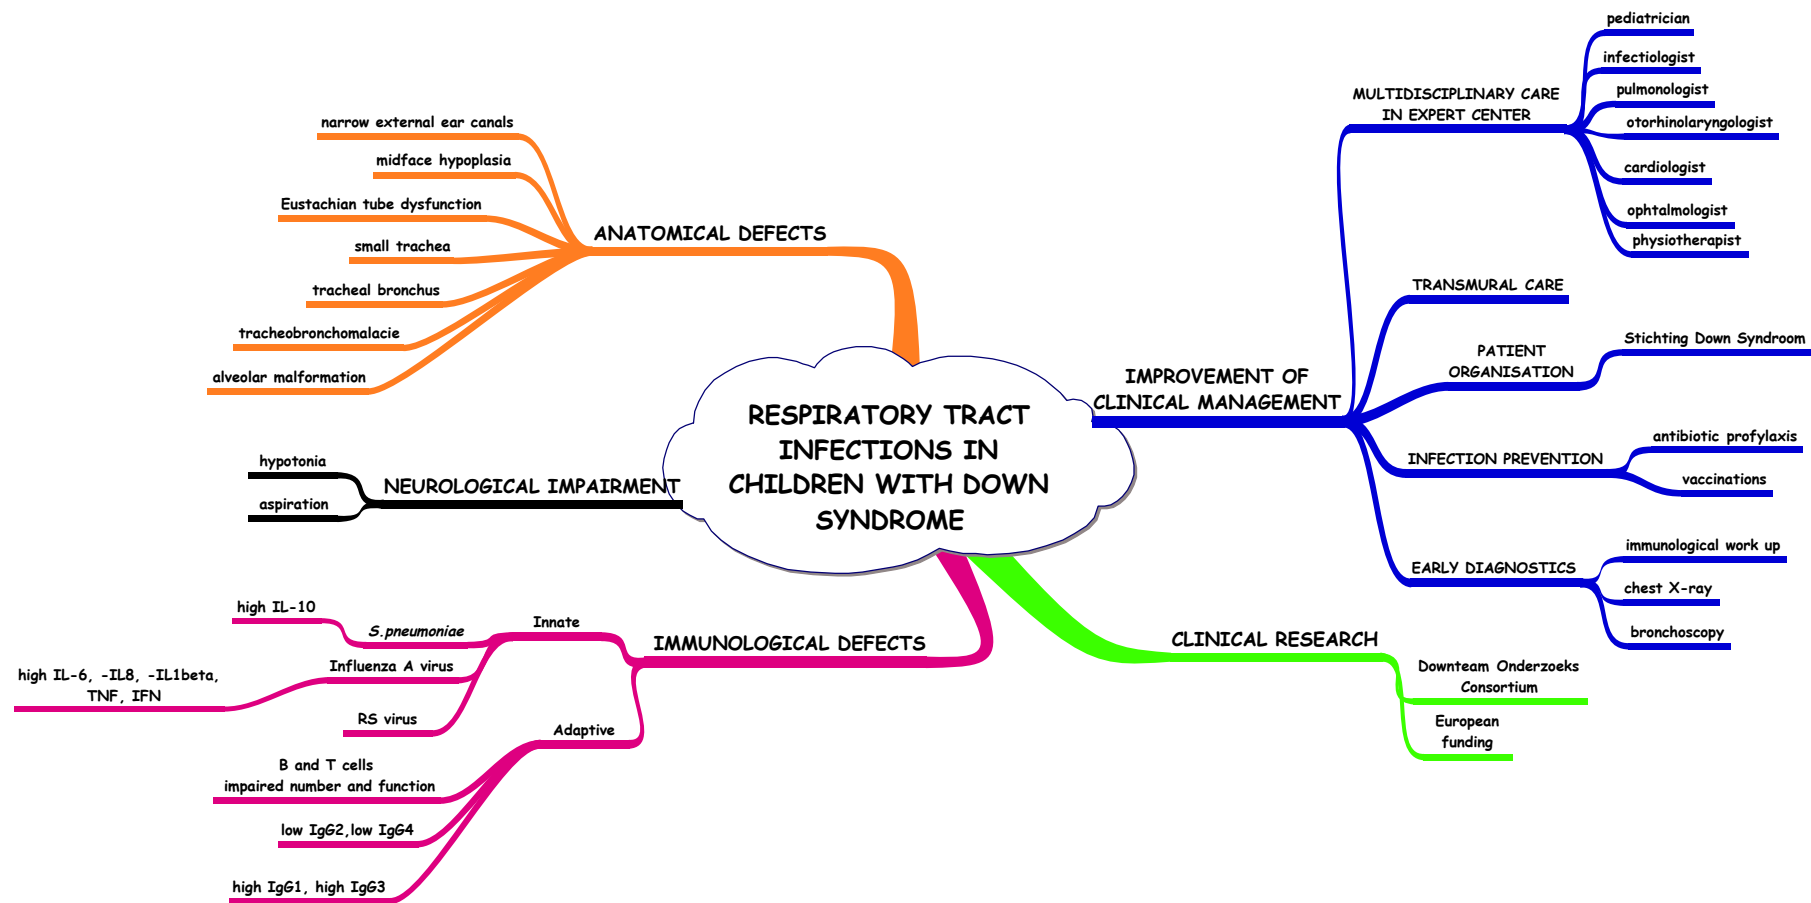 RESPIRATORY TRACT
INFECTIONS IN
CHILDREN WITH DOWN
SYNDROME
ANATOMICAL DEFECTS
narrow external ear canals
midface hypoplasia
Eustachian tube dysfunction
small trachea
tracheal bronchus
tracheobronchomalacie
alveolar malformation
NEUROLOGICAL IMPAIRMENT
hypotonia
aspiration
IMMUNOLOGICAL DEFECTS
Innate
S.pneumoniae
high IL-10
Influenza A virus
high IL-6, -IL8, -IL1beta,
TNF, IFN
RS virus
Adaptive
B and T cells
impaired number and function
low IgG2,low IgG4
high IgG1, high IgG3
IMPROVEMENT OF
CLINICAL MANAGEMENT
MULTIDISCIPLINARY CARE
IN EXPERT CENTER
pediatrician
infectiologist
pulmonologist
otorhinolaryngologist
cardiologist
ophtalmologist
physiotherapist
TRANSMURAL CARE
PATIENT
ORGANISATION
Stichting Down Syndroom
INFECTION PREVENTION
antibiotic profylaxis
vaccinations
EARLY DIAGNOSTICS
immunological work up
chest X-ray
bronchoscopy
CLINICAL RESEARCH
Downteam Onderzoeks
Consortium
European
funding